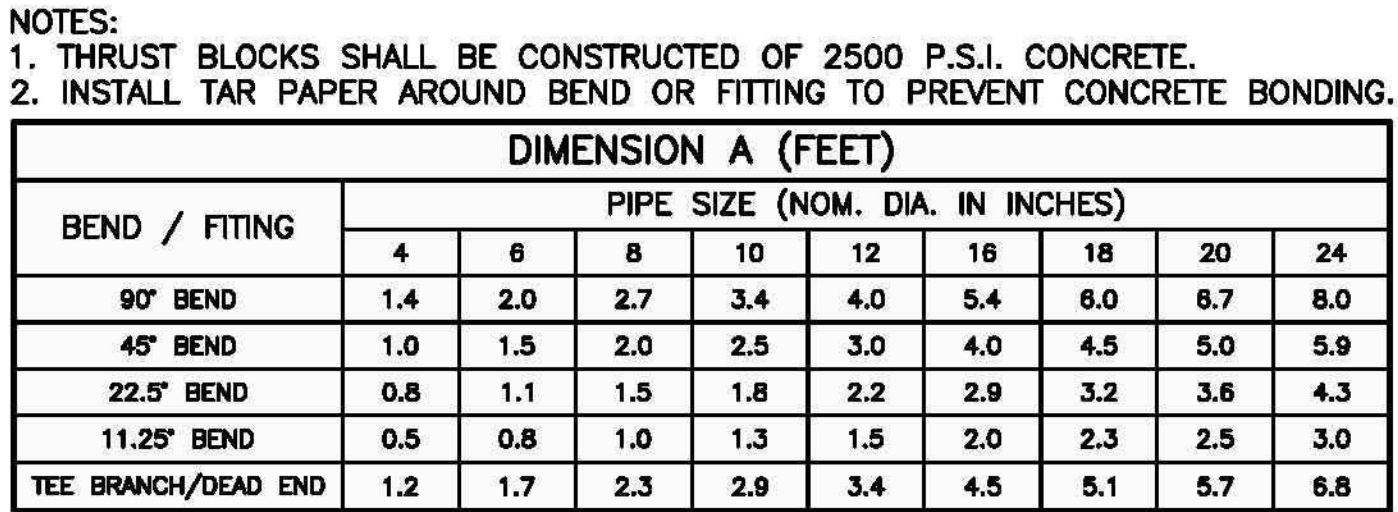 NOTES:
1. THRUST BLOCKS SHALL BE CONSTRUCTED OF 2500 P.S.I. CONCRETE.
2. INSTALL TAR PAPER AROUND BEND OR FITTING TO PREVENT CONCRETE BONDING.
DIMENSION A (FEET)
BEND / FITTING
PIPE SIZE (NOM. DIA. IN INCHES)
4 6 8 10 12 16 18 20 24
90° BEND 1.4 2.0 2.7 3.4 4.0 5.4 6.0 6.7 8.0
45° BEND 1.0 1.5 2.0 2.5 3.0 4.0 4.5 5.0 5.9
22.5° BEND 0.8 1.1 1.5 1.8 2.2 2.9 3.2 3.6 4.3
11.25° BEND 0.5 0.8 1.0 1.3 1.5 2.0 2.3 2.5 3.0
TEE BRANCH/DEAD END 1.2 1.7 2.3 2.9 3.4 4.5 5.1 5.7 6.8